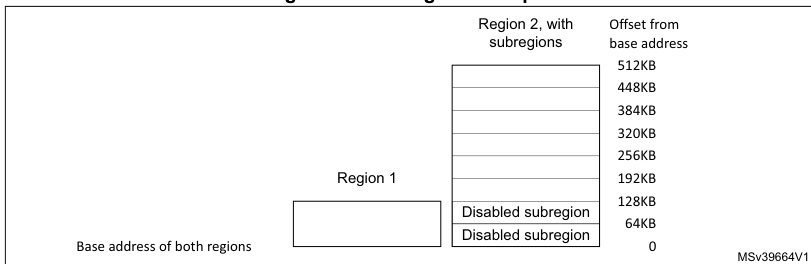 Region 2, with
subregions
Offset from
base address
512KB
448KB
384KB
320KB
256KB
192KB
Region 1
128KB
Disabled subregion
64KB
Disabled subregion
Base address of both regions
0
MSv39664V1